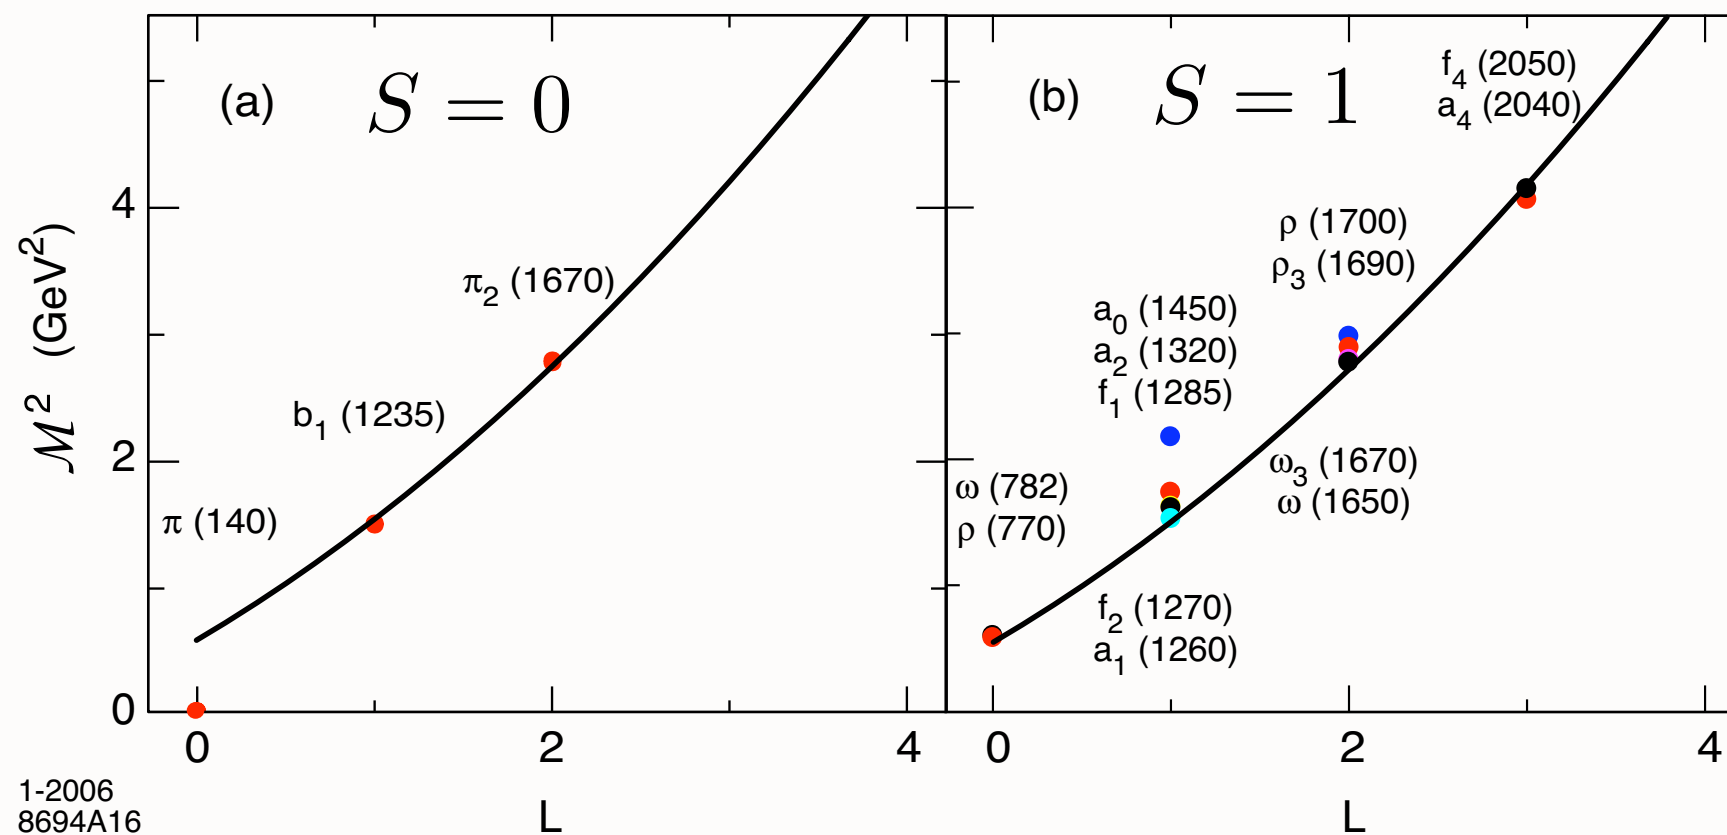 (a) S = 0
π (140)
b₁ (1235)
π₂ (1670)
4
2
0
ℳ² (GeV²)
0 2 4
L
(b) S = 1
f₄ (2050)
a₄ (2040)
ρ (1700)
ρ₃ (1690)
a₀ (1450)
a₂ (1320)
f₁ (1285)
ω (782)
ρ (770)
ω₃ (1670)
ω (1650)
f₂ (1270)
a₁ (1260)
0 2 4
L
1-2006
8694A16